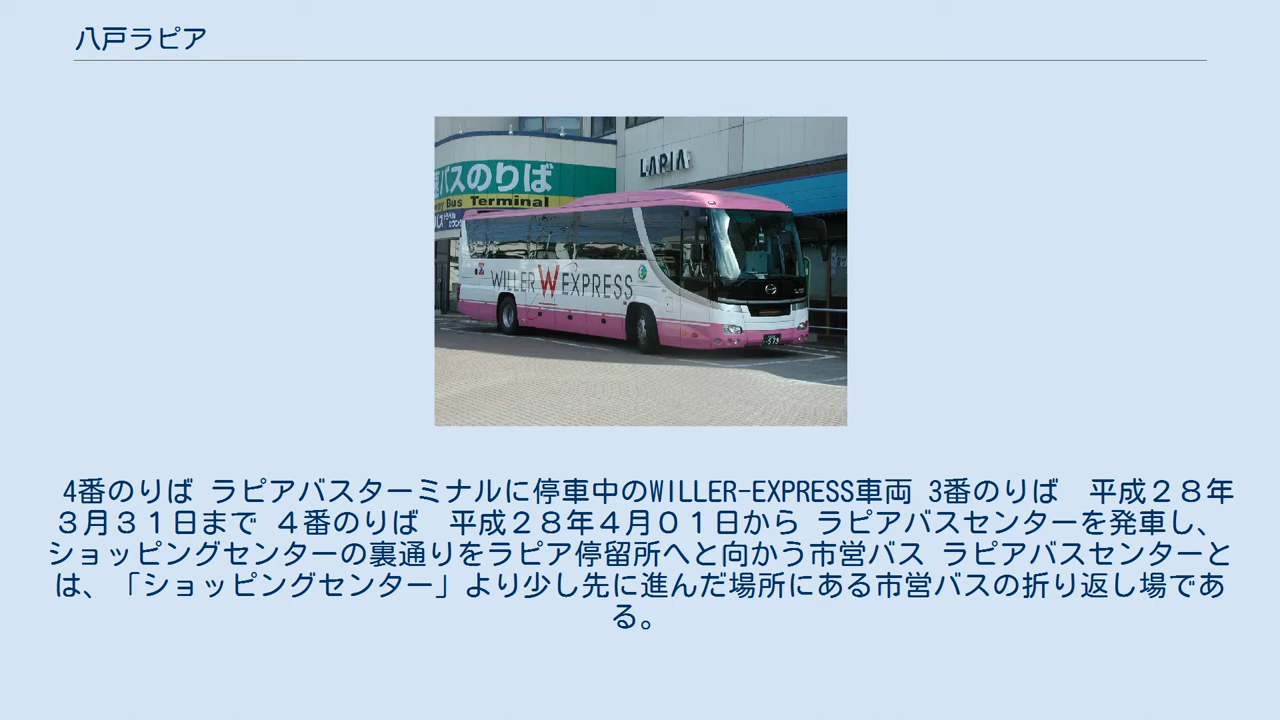 八戸ラピア
バスのりば
LAPIA
way Bus Terminal
バス
WILLER W EXPRESS
・579
4番のりば ラピアバスターミナルに停車中のWILLER-EXPRESS車両 3番のりば　平成２８年
３月３１日まで ４番のりば　平成２８年４月０１日から ラピアバスセンターを発車し、
ショッピングセンターの裏通りをラピア停留所へと向かう市営バス ラピアバスセンターと
は、「ショッピングセンター」より少し先に進んだ場所にある市営バスの折り返し場であ
る。